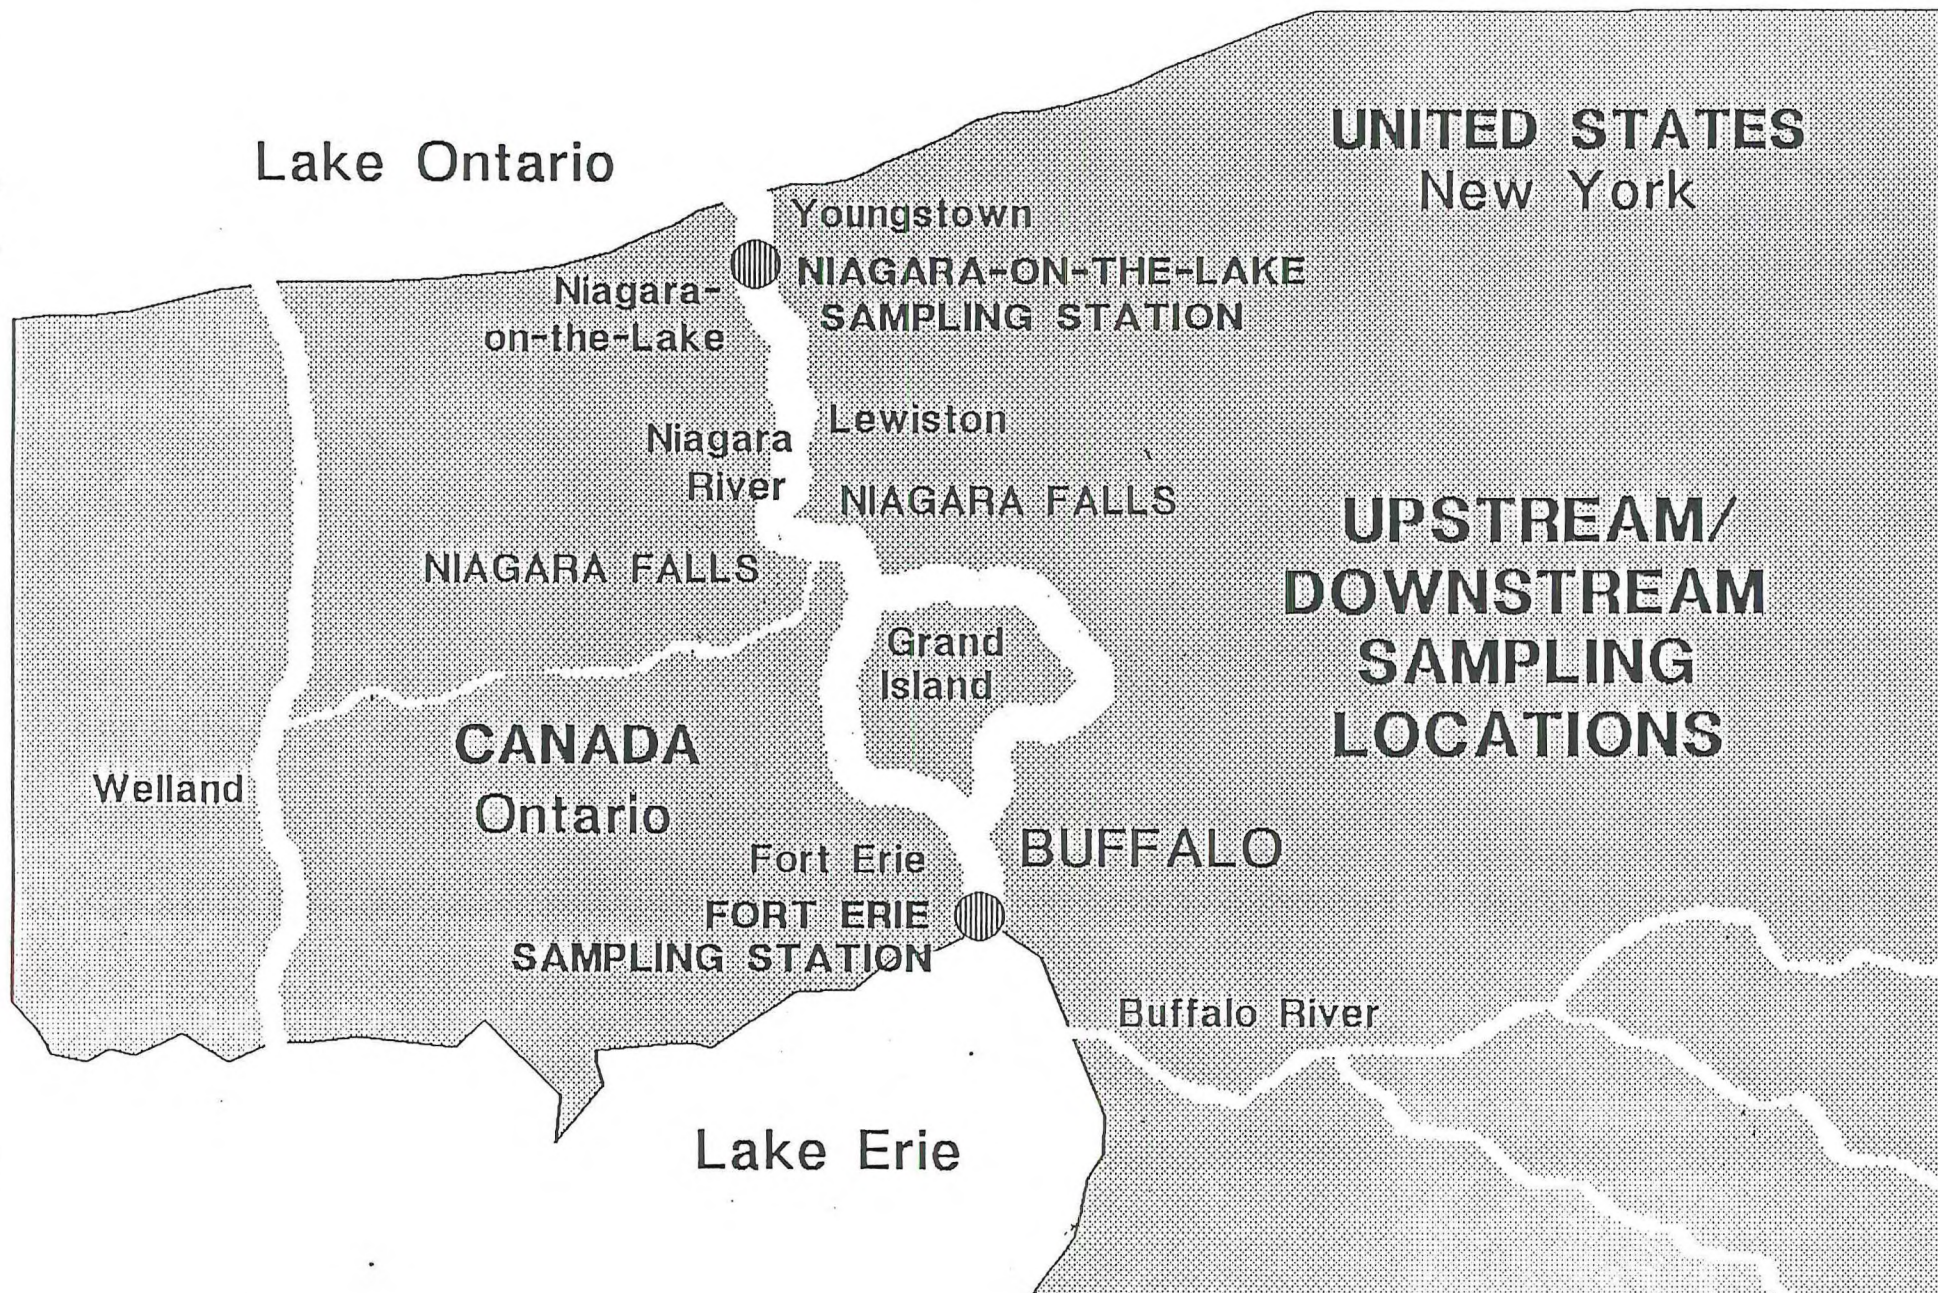 UNITED STATES
New York
Lake Ontario
Youngstown
NIAGARA-ON-THE-LAKE
SAMPLING STATION
Niagara-
on-the-Lake
Lewiston
Niagara
River
NIAGARA FALLS
NIAGARA FALLS
UPSTREAM/
DOWNSTREAM
SAMPLING
LOCATIONS
Grand
Island
CANADA
Ontario
Welland
BUFFALO
Fort Erie
FORT ERIE
SAMPLING STATION
Buffalo River
Lake Erie